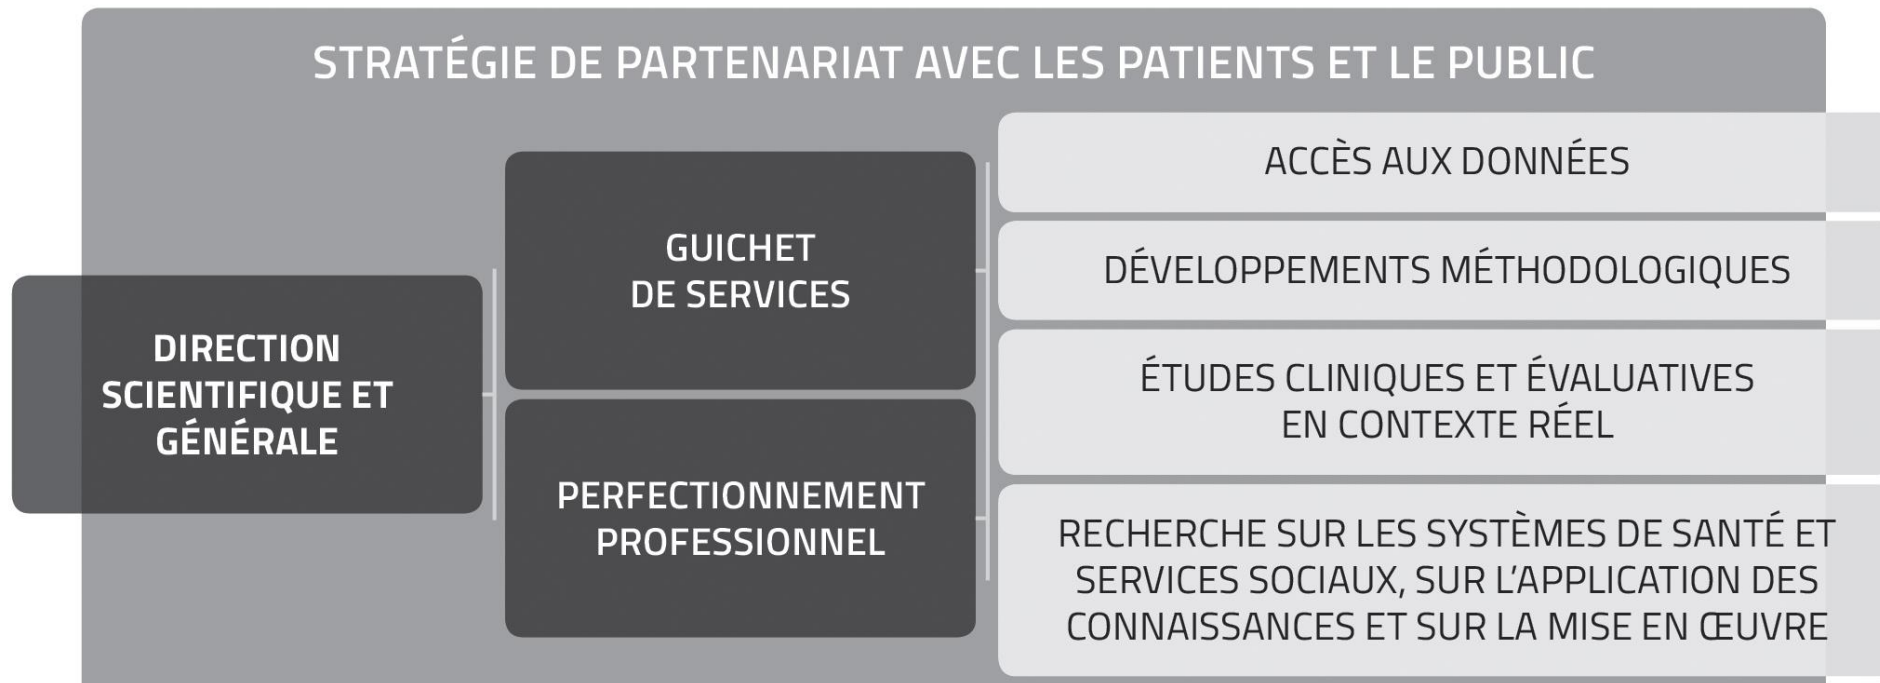 STRATÉGIE DE PARTENARIAT AVEC LES PATIENTS ET LE PUBLIC
DIRECTION
SCIENTIFIQUE ET
GÉNÉRALE
GUICHET
DE SERVICES
PERFECTIONNEMENT
PROFESSIONNEL
ACCÈS AUX DONNÉES
DÉVELOPPEMENTS MÉTHODOLOGIQUES
ÉTUDES CLINIQUES ET ÉVALUATIVES
EN CONTEXTE RÉEL
RECHERCHE SUR LES SYSTÈMES DE SANTÉ ET
SERVICES SOCIAUX, SUR L’APPLICATION DES
CONNAISSANCES ET SUR LA MISE EN ŒUVRE